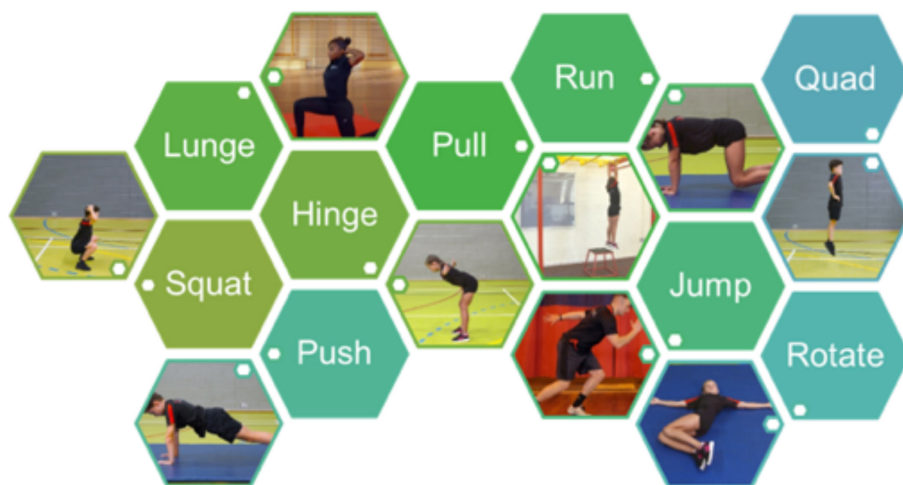 Run
Quad
Lunge
Pull
Hinge
Squat
Jump
Push
Rotate